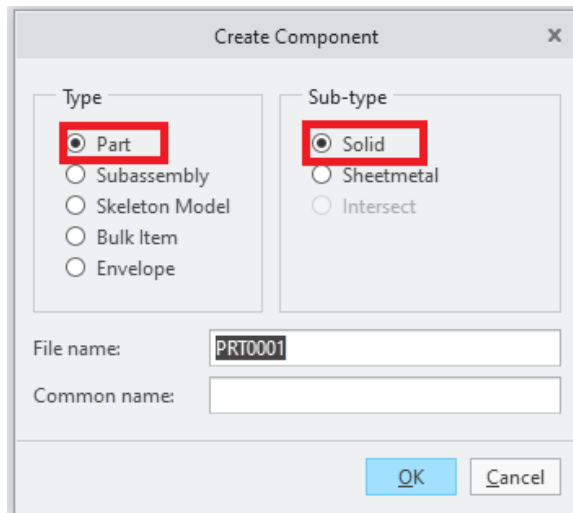 Create Component
x
Type
Part
Subassembly
Skeleton Model
Bulk Item
Envelope
Sub-type
Solid
Sheetmetal
Intersect
File name: PRT0001
Common name:
OK Cancel